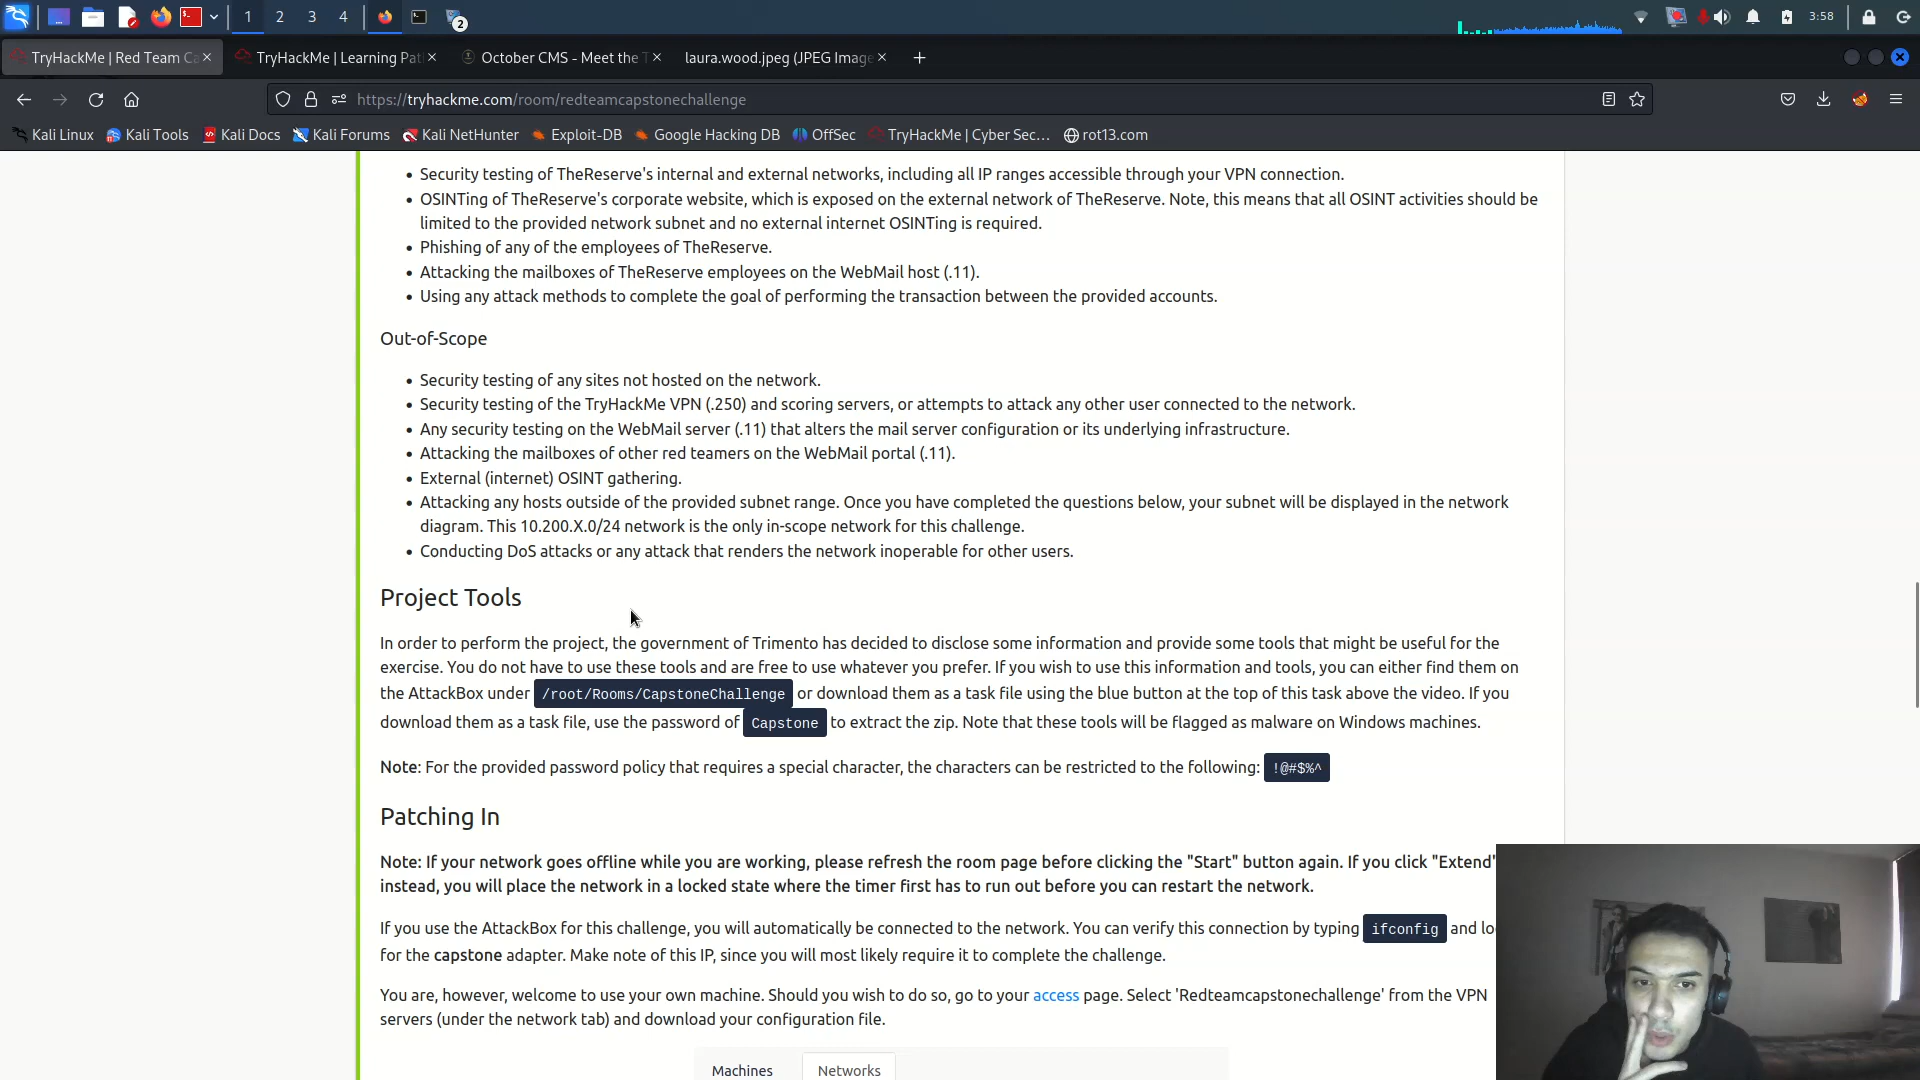 1 2 3 4 2 3:58
TryHackMe | Red Team Ca TryHackMe | Learning Pat October CMS - Meet the T laura.wood.jpeg (JPEG Image
https://tryhackme.com/room/redteamcapstonechallenge
Kali Linux Kali Tools Kali Docs Kali Forums Kali NetHunter Exploit-DB Google Hacking DB OffSec TryHackMe | Cyber Sec... rot13.com
• Security testing of TheReserve's internal and external networks, including all IP ranges accessible through your VPN connection.
• OSINTing of TheReserve's corporate website, which is exposed on the external network of TheReserve. Note, this means that all OSINT activities should be
limited to the provided network subnet and no external internet OSINTing is required.
• Phishing of any of the employees of TheReserve.
• Attacking the mailboxes of TheReserve employees on the WebMail host (.11).
• Using any attack methods to complete the goal of performing the transaction between the provided accounts.
Out-of-Scope
• Security testing of any sites not hosted on the network.
• Security testing of the TryHackMe VPN (.250) and scoring servers, or attempts to attack any other user connected to the network.
• Any security testing on the WebMail server (.11) that alters the mail server configuration or its underlying infrastructure.
• Attacking the mailboxes of other red teamers on the WebMail portal (.11).
• External (internet) OSINT gathering.
• Attacking any hosts outside of the provided subnet range. Once you have completed the questions below, your subnet will be displayed in the network
diagram. This 10.200.X.0/24 network is the only in-scope network for this challenge.
• Conducting DoS attacks or any attack that renders the network inoperable for other users.
Project Tools
In order to perform the project, the government of Trimento has decided to disclose some information and provide some tools that might be useful for the
exercise. You do not have to use these tools and are free to use whatever you prefer. If you wish to use this information and tools, you can either find them on
the AttackBox under /root/Rooms/CapstoneChallenge or download them as a task file using the blue button at the top of this task above the video. If you
download them as a task file, use the password of Capstone to extract the zip. Note that these tools will be flagged as malware on Windows machines.
Note: For the provided password policy that requires a special character, the characters can be restricted to the following: !@#$%^
Patching In
Note: If your network goes offline while you are working, please refresh the room page before clicking the "Start" button again. If you click "Extend"
instead, you will place the network in a locked state where the timer first has to run out before you can restart the network.
If you use the AttackBox for this challenge, you will automatically be connected to the network. You can verify this connection by typing ifconfig and lo
for the capstone adapter. Make note of this IP, since you will most likely require it to complete the challenge.
You are, however, welcome to use your own machine. Should you wish to do so, go to your access page. Select 'Redteamcapstonechallenge' from the VPN
servers (under the network tab) and download your configuration file.
Machines Networks